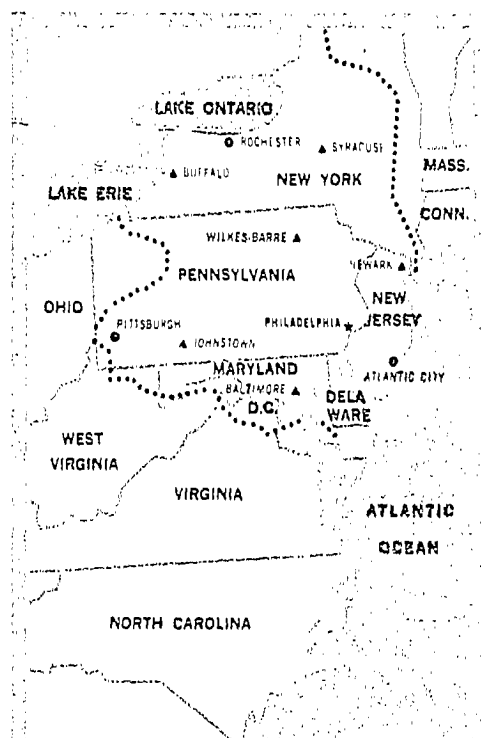 LAKE ONTARIO
ROCHESTER
SYRACUSE
MASS.
BUFFALO
NEW YORK
LAKE ERIE
CONN.
WILKES-BARRE
NEWARK
PENNSYLVANIA
OHIO
NEW
JERSEY
PITTSBURGH
PHILADELPHIA
JOHNSTOWN
MARYLAND
ATLANTIC CITY
BALTIMORE
D.C.
DELA
WARE
WEST
VIRGINIA
VIRGINIA
ATLANTIC
OCEAN
NORTH CAROLINA